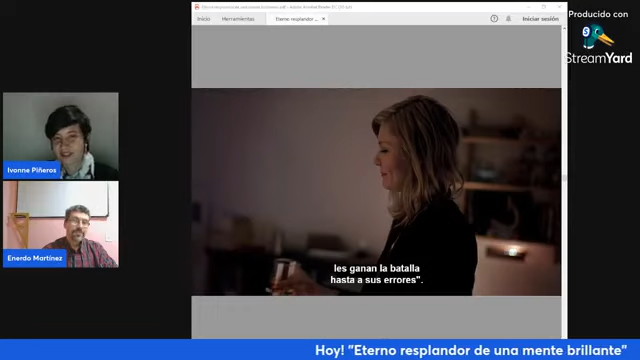 Inicio
Herramientas
Eterno resplandor ...
Iniciar sesión
Producido con
StreamYard
Ivonne Piñeros
Enerdo Martínez
les ganan la batalla
hasta a sus errores".
Hoy! "Eterno resplandor de una mente brillante"